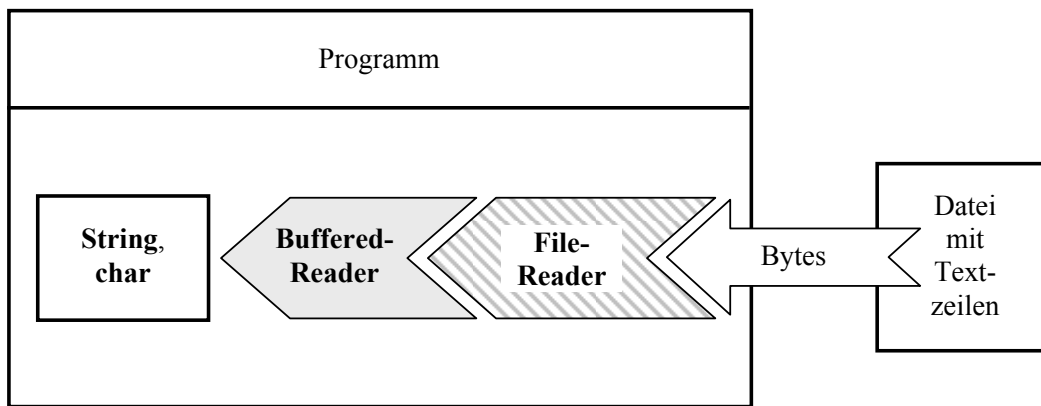 Programm
String,
char
Buffered-
Reader
File-
Reader
Bytes
Datei
mit
Text-
zeilen